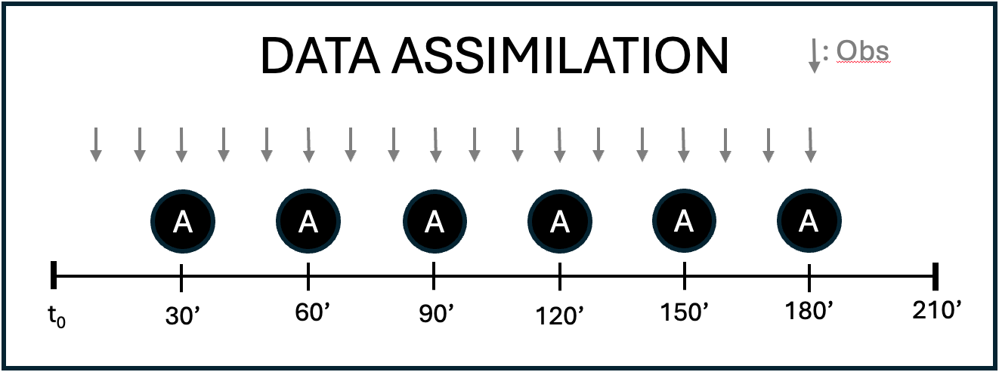 DATA ASSIMILATION
: Obs
A A A A A A
t₀ 30’ 60’ 90’ 120’ 150’ 180’ 210’